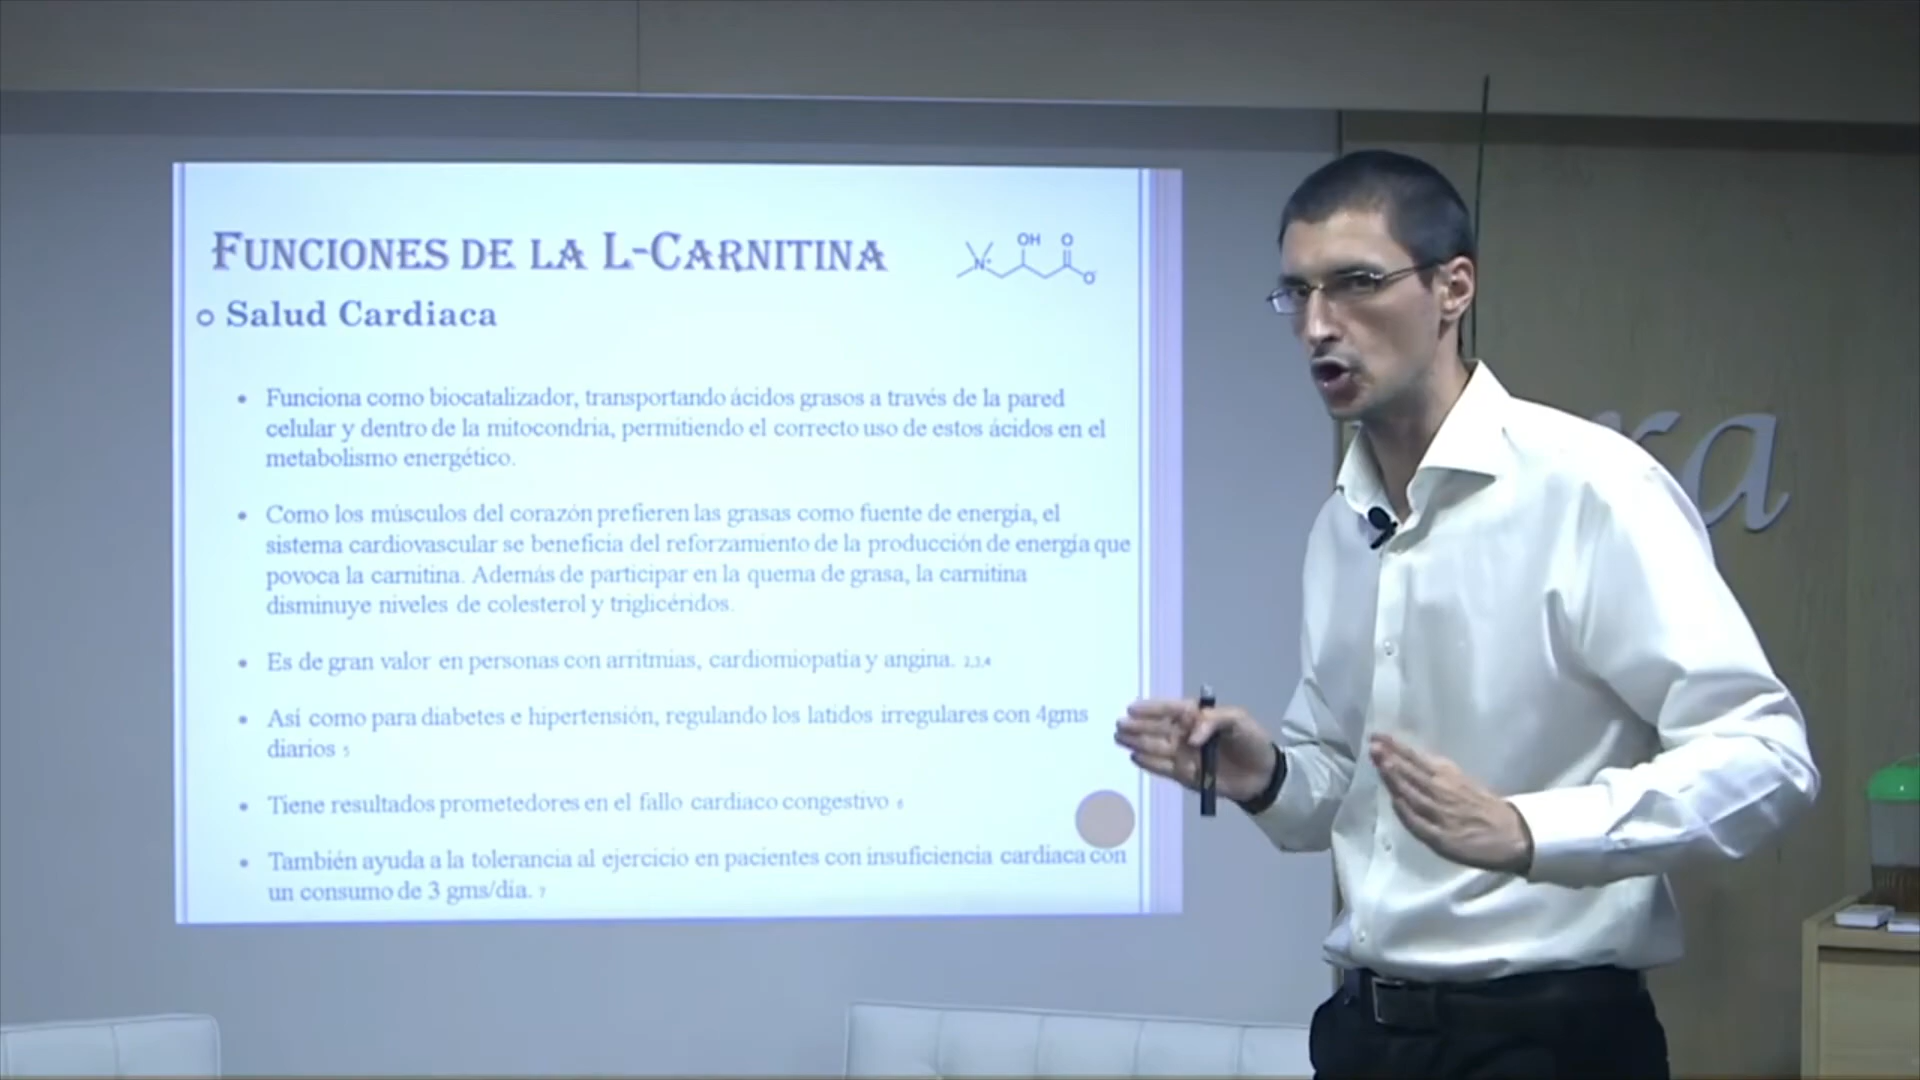 FUNCIONES DE LA L-CARNITINA
OH O
N+
O-
Salud Cardiaca
Funciona como biocatalizador, transportando ácidos grasos a través de la pared
celular y dentro de la mitocondria, permitiendo el correcto uso de estos ácidos en el
metabolismo energético.
Como los músculos del corazón prefieren las grasas como fuente de energía, el
sistema cardiovascular se beneficia del reforzamiento de la producción de energía que
povoca la carnitina. Además de participar en la quema de grasa, la carnitina
disminuye niveles de colesterol y triglicéridos.
Es de gran valor en personas con arritmias, cardiomiopatía y angina. 2,3,4
Así como para diabetes e hipertensión, regulando los latidos irregulares con 4gms
diarios 5
Tiene resultados prometedores en el fallo cardiaco congestivo 6
También ayuda a la tolerancia al ejercicio en pacientes con insuficiencia cardiaca con
un consumo de 3 gms/día. 7